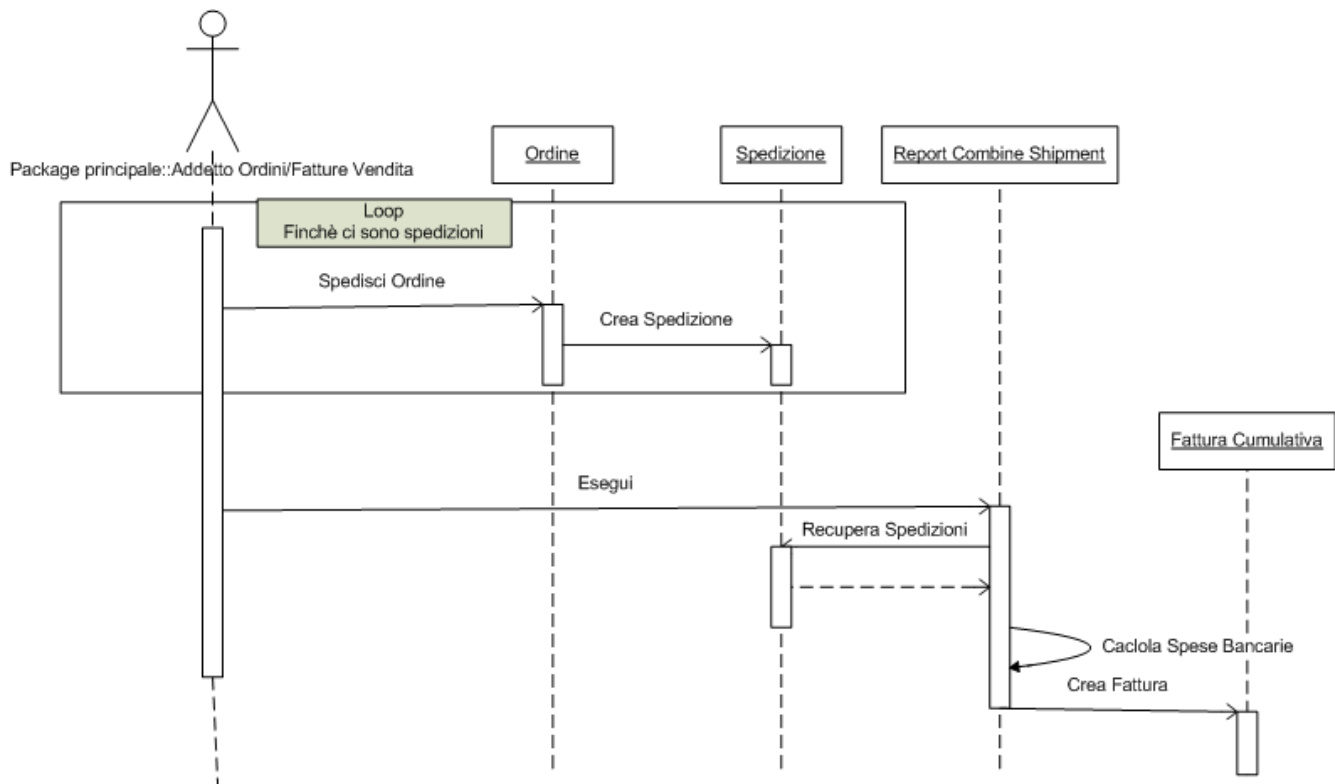 Ordine
Spedizione
Report Combine Shipment
Package principale::Addetto Ordini/Fatture Vendita
Loop
Finchè ci sono spedizioni
Spedisci Ordine
Crea Spedizione
Fattura Cumulativa
Esegui
Recupera Spedizioni
Caclola Spese Bancarie
Crea Fattura